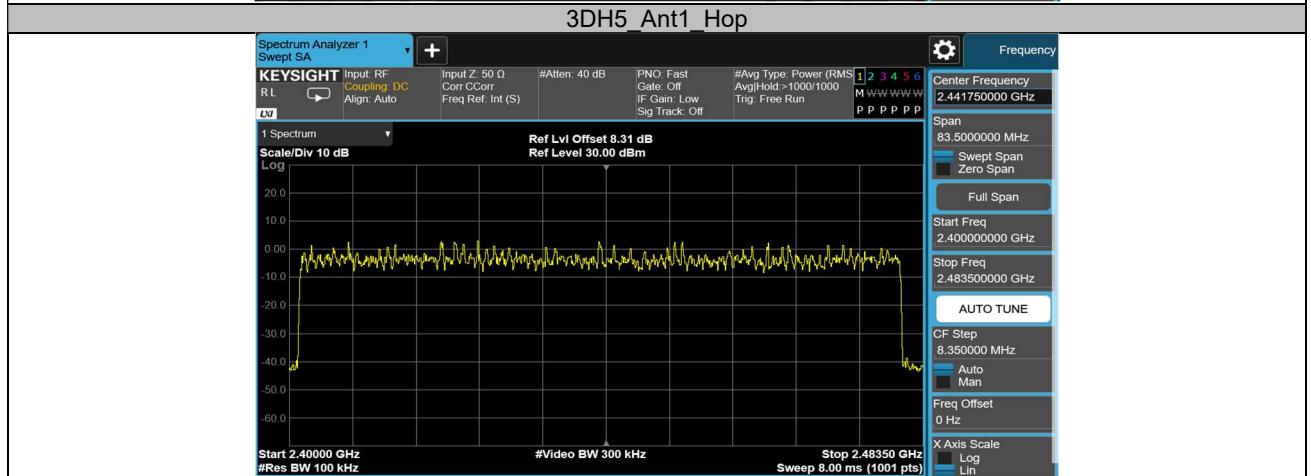 3DH5_Ant1_Hop
Spectrum Analyzer 1
Swept SA
Frequency
KEYSIGHT
RL
LXI
Input: RF
Coupling: DC
Align: Auto
Input Z: 50 Ω
Corr CCorr
Freq Ref: Int (S)
#Atten: 40 dB
PNO: Fast
Gate: Off
IF Gain: Low
Sig Track: Off
#Avg Type: Power (RMS
Avg|Hold:>1000/1000
Trig: Free Run
1 2 3 4 5 6
M W W W W W
P P P P P P
Center Frequency
2.441750000 GHz
Span
83.5000000 MHz
Swept Span
Zero Span
Full Span
Start Freq
2.400000000 GHz
Stop Freq
2.483500000 GHz
AUTO TUNE
CF Step
8.350000 MHz
Auto
Man
Freq Offset
0 Hz
X Axis Scale
Log
Lin
1 Spectrum
Scale/Div 10 dB
Ref Lvl Offset 8.31 dB
Ref Level 30.00 dBm
Log
20.0
10.0
0.00
-10.0
-20.0
-30.0
-40.0
-50.0
-60.0
Start 2.40000 GHz
#Res BW 100 kHz
#Video BW 300 kHz
Stop 2.48350 GHz
Sweep 8.00 ms (1001 pts)